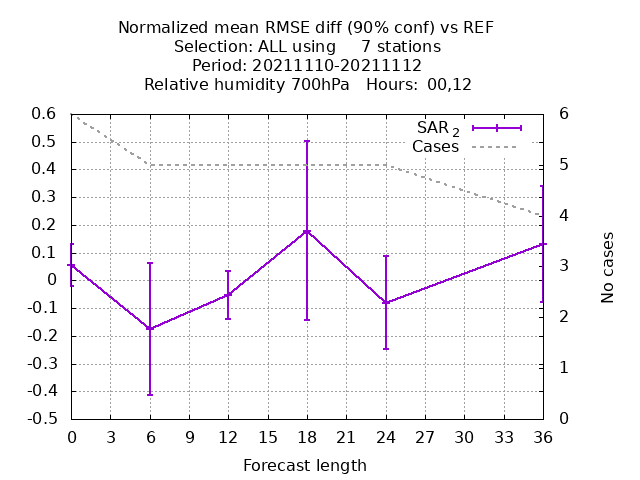 Normalized mean RMSE diff (90% conf) vs REF
Selection: ALL using     7 stations
Period: 20211110-20211112
Relative humidity 700hPa   Hours:  00,12
0.6
0.5
0.4
0.3
0.2
0.1
0
-0.1
-0.2
-0.3
-0.4
-0.5
SAR 2
Cases
6
5
4
3
2
1
0
No cases
0 3 6 9 12 15 18 21 24 27 30 33 36
Forecast length